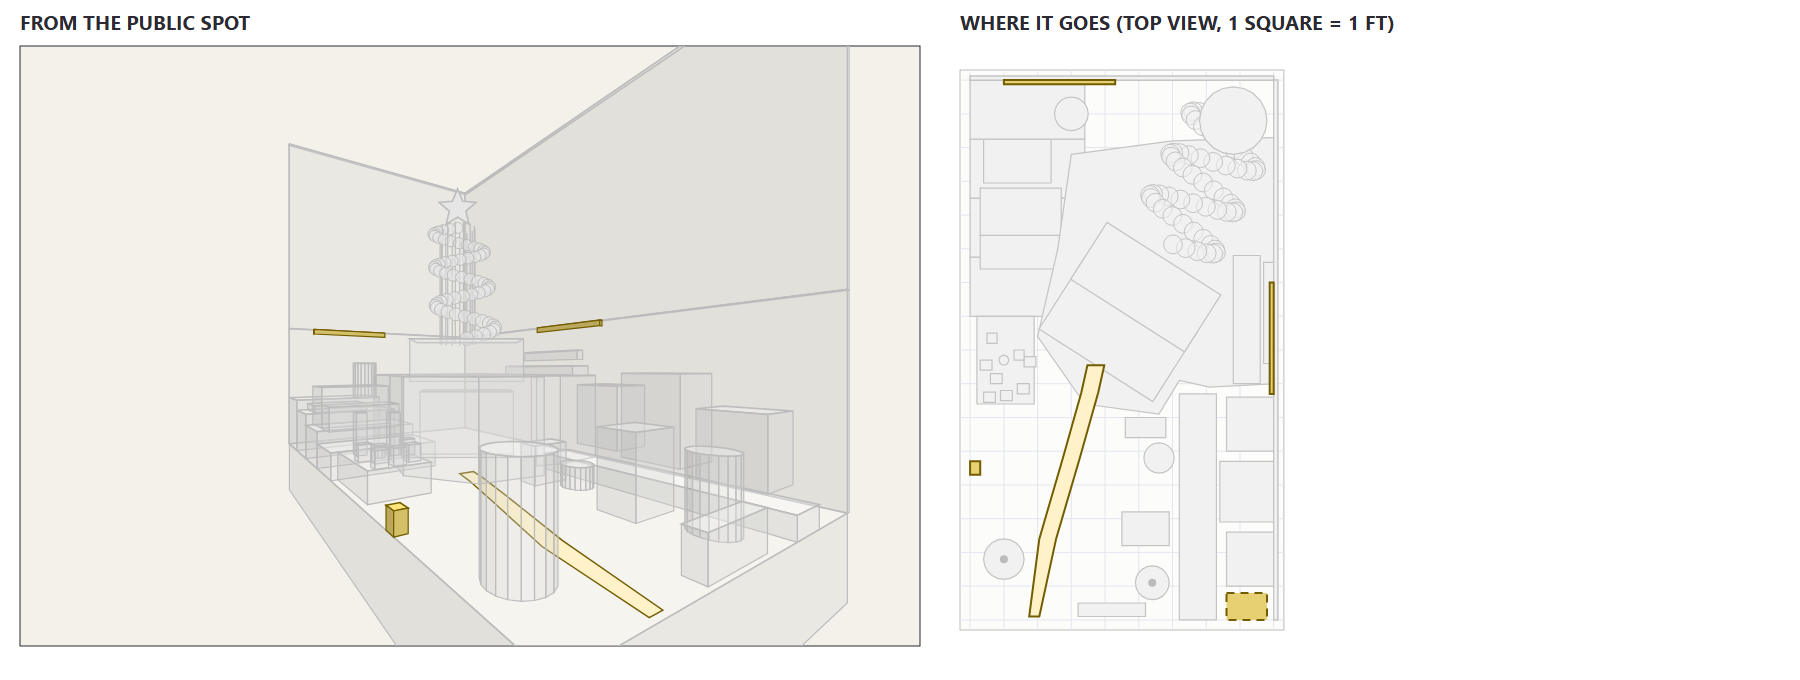 FROM THE PUBLIC SPOT
WHERE IT GOES (TOP VIEW, 1 SQUARE = 1 FT)